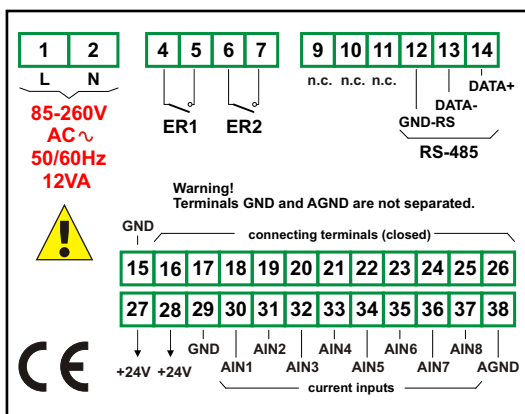 1 2 4 5 6 7 9 10 11 12 13 14
L N n.c. n.c. n.c. DATA+
85-260V
AC∿
50/60Hz
12VA
ER1 ER2
DATA-
GND-RS
RS-485
Warning!
Terminals GND and AGND are not separated.
GND
connecting terminals (closed)
15 16 17 18 19 20 21 22 23 24 25 26
27 28 29 30 31 32 33 34 35 36 37 38
GND AIN2 AIN4 AIN6 AIN8
+24V +24V AIN1 AIN3 AIN5 AIN7 AGND
current inputs
CE